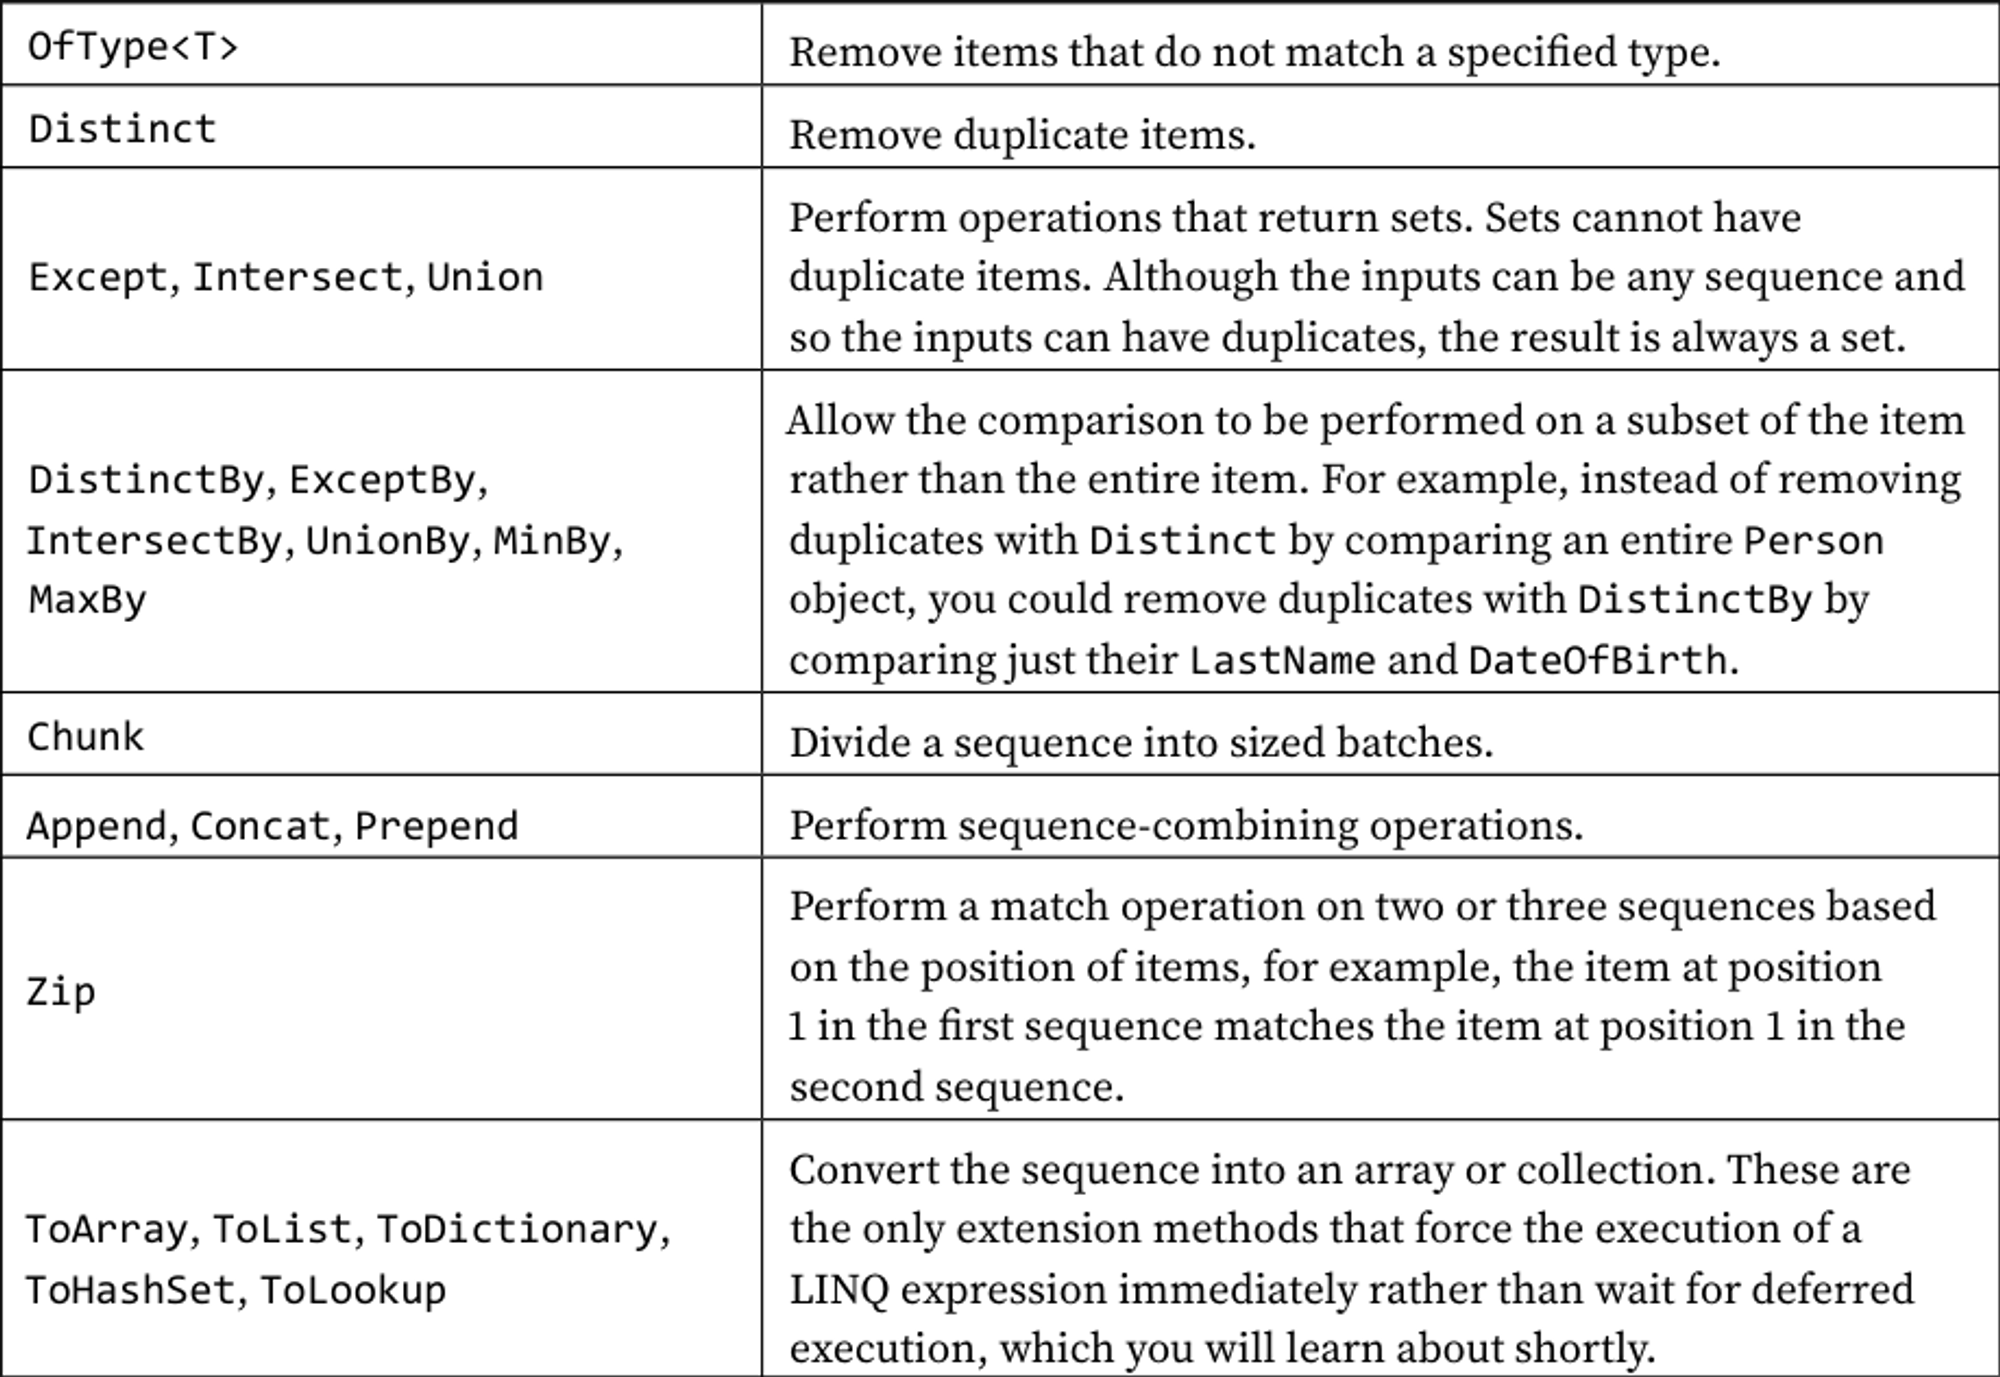 OfType<T>
Remove items that do not match a specified type.
Distinct
Remove duplicate items.
Except, Intersect, Union
Perform operations that return sets. Sets cannot have
duplicate items. Although the inputs can be any sequence and
so the inputs can have duplicates, the result is always a set.
DistinctBy, ExceptBy,
IntersectBy, UnionBy, MinBy,
MaxBy
Allow the comparison to be performed on a subset of the item
rather than the entire item. For example, instead of removing
duplicates with Distinct by comparing an entire Person
object, you could remove duplicates with DistinctBy by
comparing just their LastName and DateOfBirth.
Chunk
Divide a sequence into sized batches.
Append, Concat, Prepend
Perform sequence-combining operations.
Zip
Perform a match operation on two or three sequences based
on the position of items, for example, the item at position
1 in the first sequence matches the item at position 1 in the
second sequence.
ToArray, ToList, ToDictionary,
ToHashSet, ToLookup
Convert the sequence into an array or collection. These are
the only extension methods that force the execution of a
LINQ expression immediately rather than wait for deferred
execution, which you will learn about shortly.